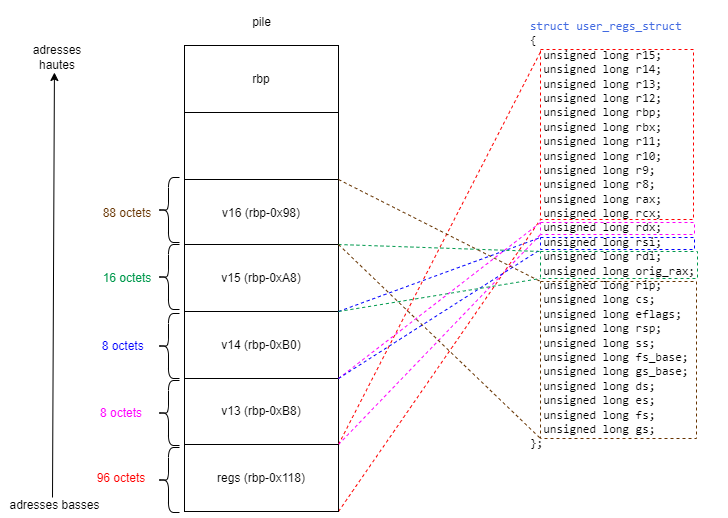 pile
adresses
hautes
rbp
88 octets
v16 (rbp-0x98)
16 octets
v15 (rbp-0xA8)
8 octets
v14 (rbp-0xB0)
8 octets
v13 (rbp-0xB8)
96 octets
regs (rbp-0x118)
adresses basses
struct user_regs_struct
{
unsigned long r15;
unsigned long r14;
unsigned long r13;
unsigned long r12;
unsigned long rbp;
unsigned long rbx;
unsigned long r11;
unsigned long r10;
unsigned long r9;
unsigned long r8;
unsigned long rax;
unsigned long rcx;
unsigned long rdx;
unsigned long rsi;
unsigned long rdi;
unsigned long orig_rax;
unsigned long rip;
unsigned long cs;
unsigned long eflags;
unsigned long rsp;
unsigned long ss;
unsigned long fs_base;
unsigned long gs_base;
unsigned long ds;
unsigned long es;
unsigned long fs;
unsigned long gs;
};